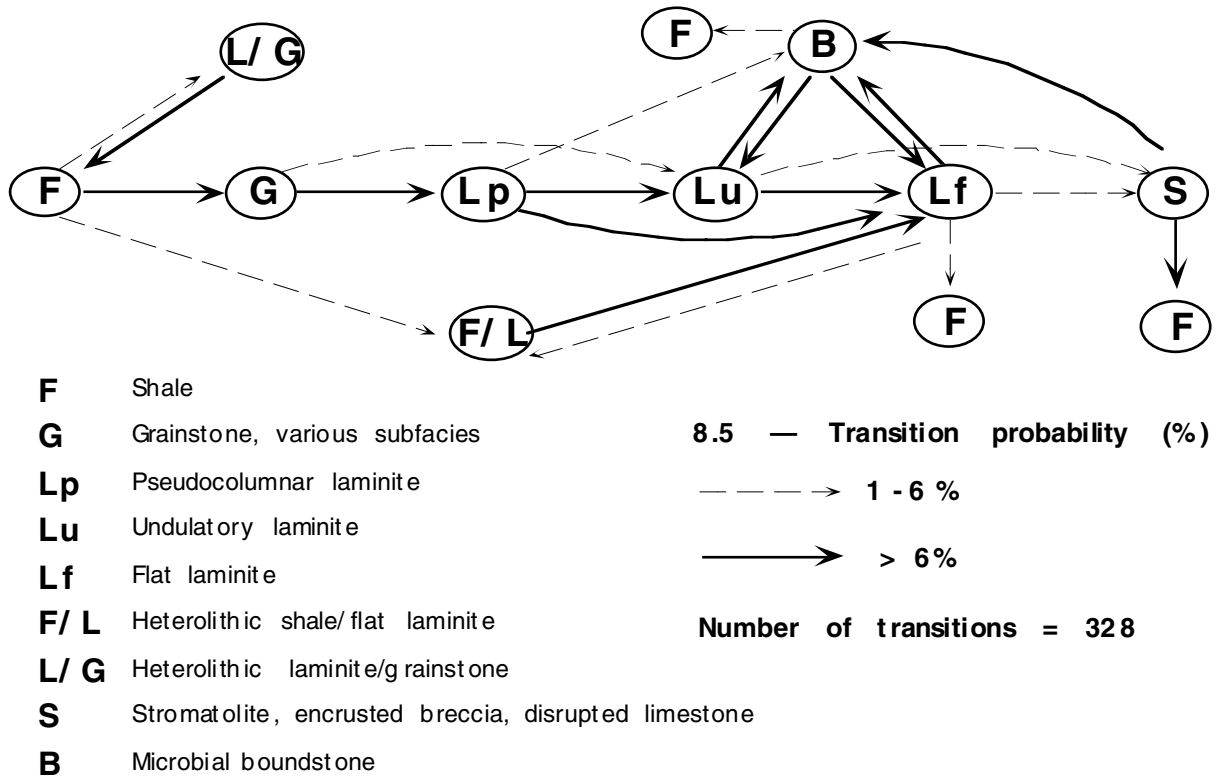 L/ G
F
B
F
G
Lp
Lu
Lf
S
F/ L
F
F
F Shale
G Grainstone, various subfacies
Lp Pseudocolumnar laminite
Lu Undulatory laminite
Lf Flat laminite
F/ L Heterolithic shale/flat laminite
L/ G Heterolithic laminite/grainstone
S Stromatolite, encrusted breccia, disrupted limestone
B Microbial boundstone
8.5 — Transition probability (%)
1 - 6 %
> 6%
Number of transitions = 328